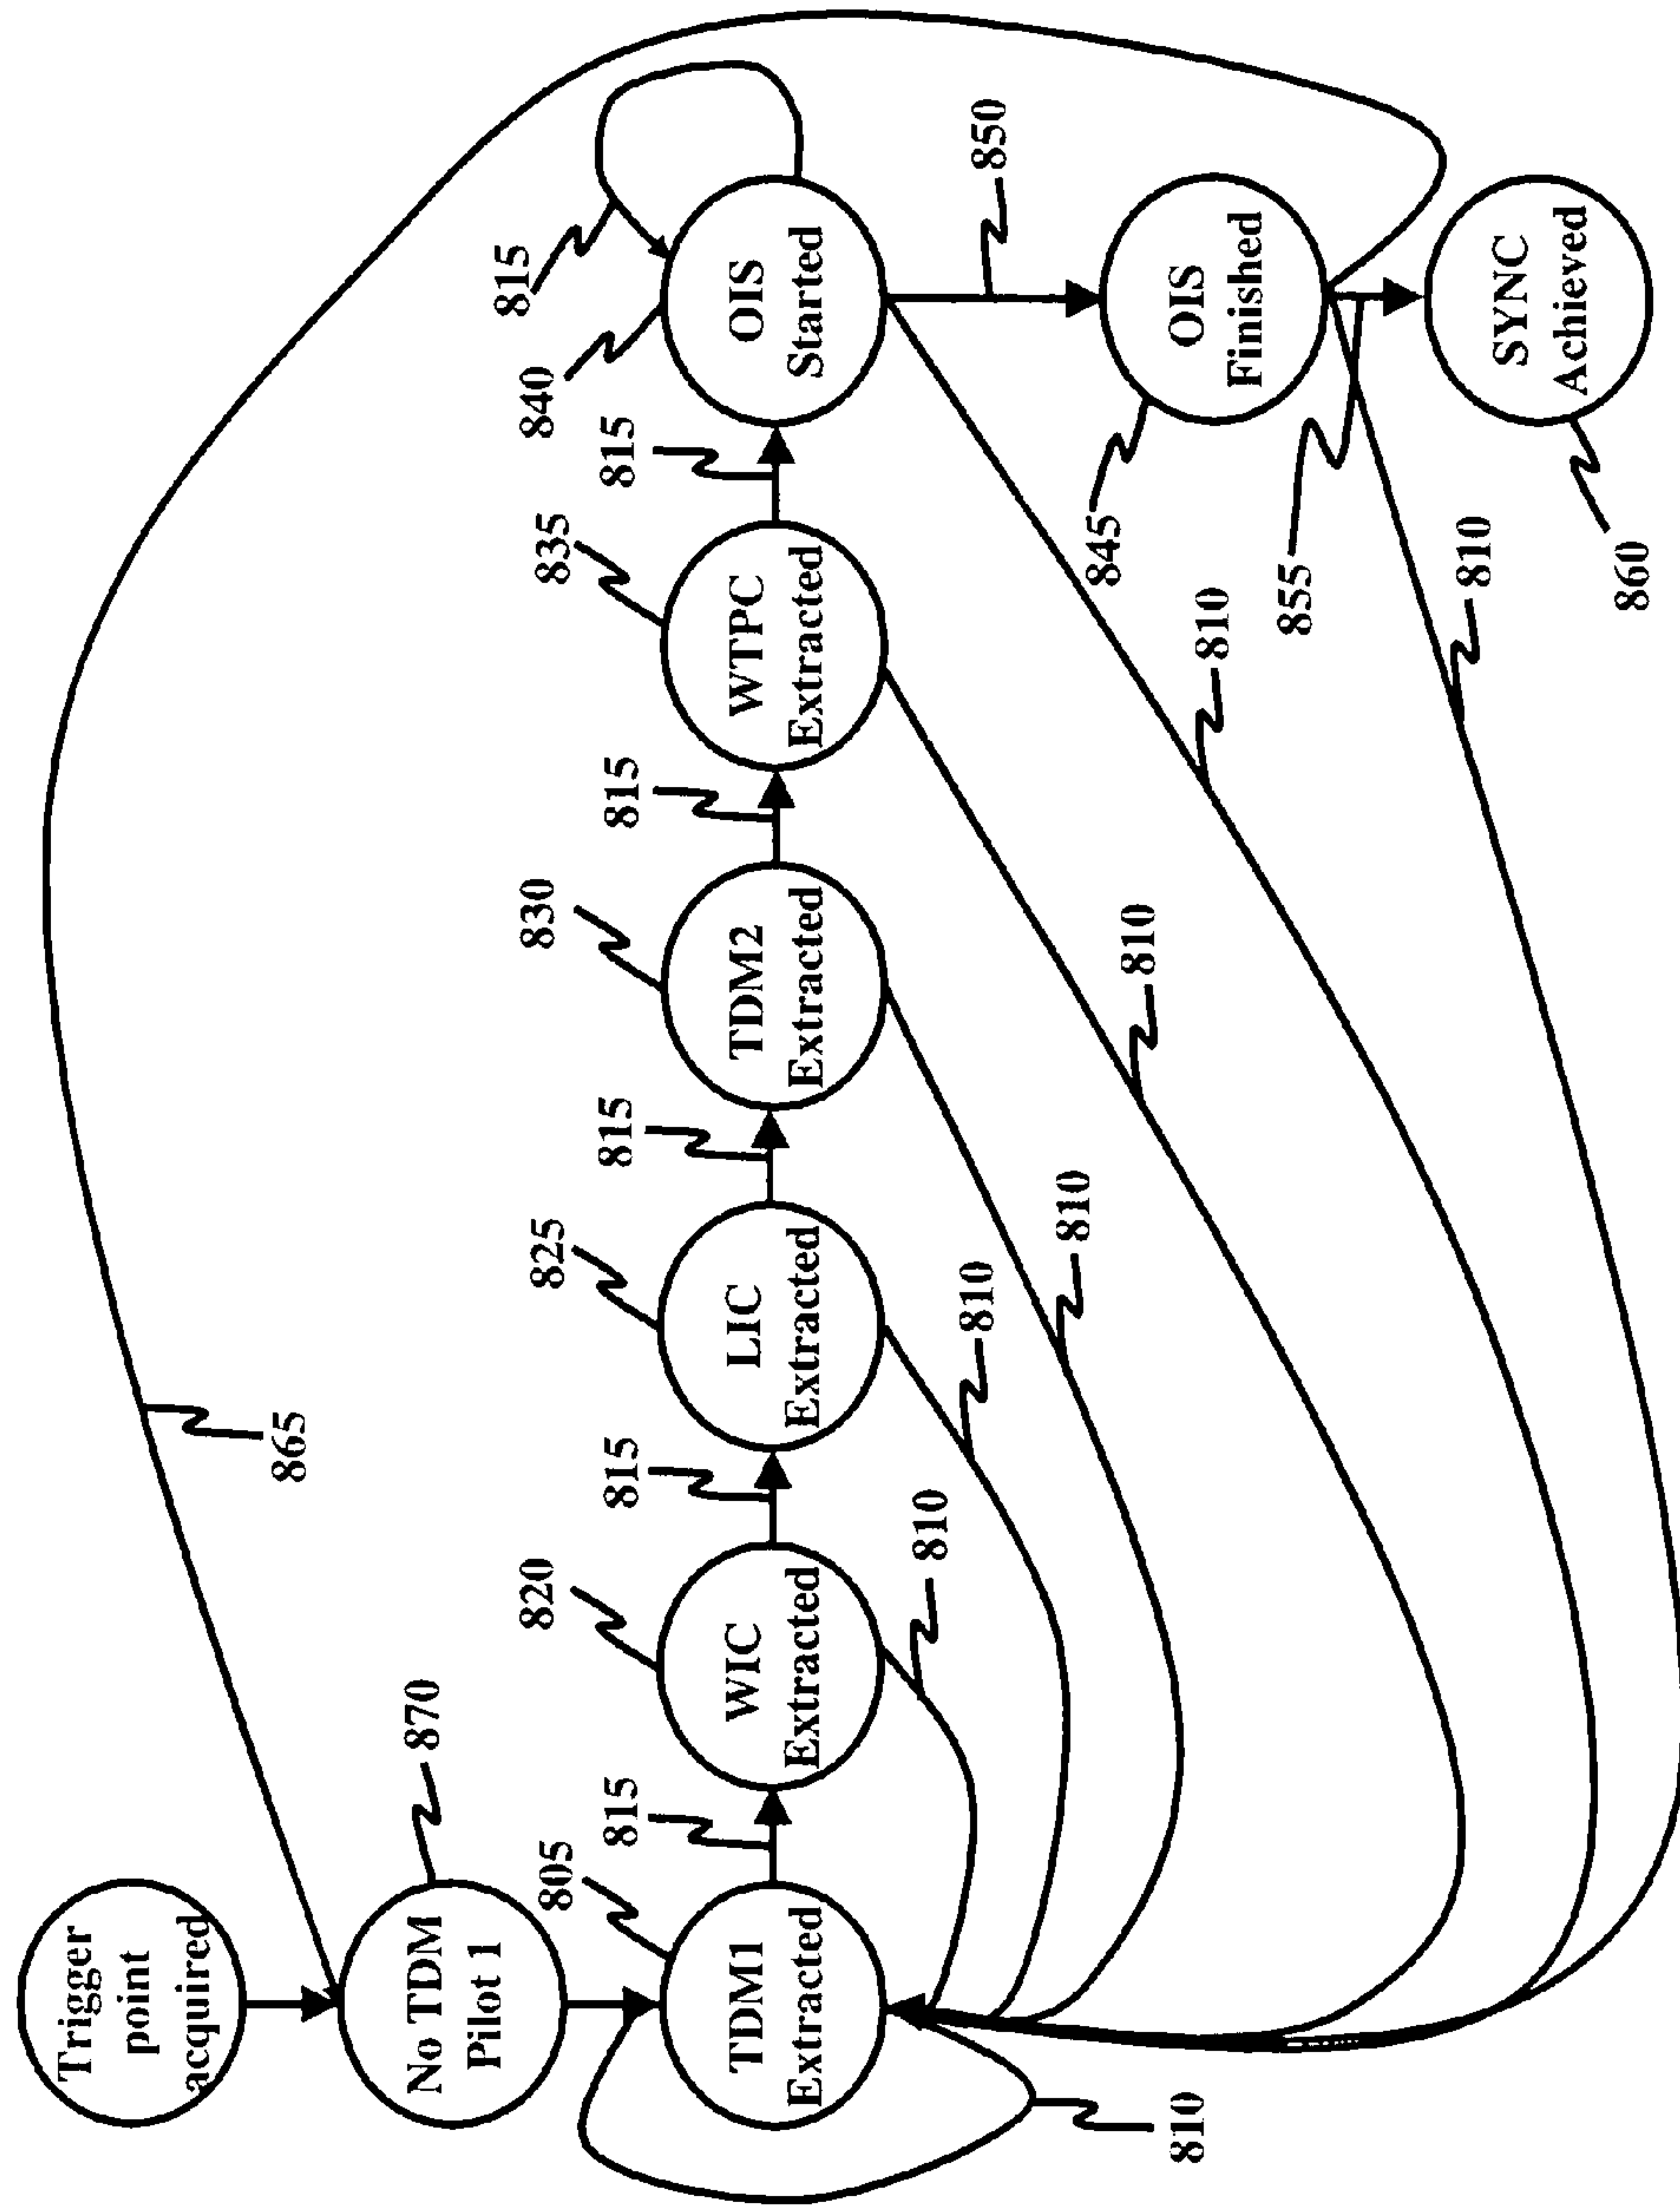 Trigger
point
acquired
No TDM
Pilot 1
870
865
805
TDM1
Extracted
810
815
820
WIC
Extracted
810
815
825
LIC
Extracted
810
815
830
TDM2
Extracted
810
815
835
WTPC
Extracted
810
815
840
815
OIS
Started
810
850
845
OIS
Finished
855
810
SYNC
Achieved
860